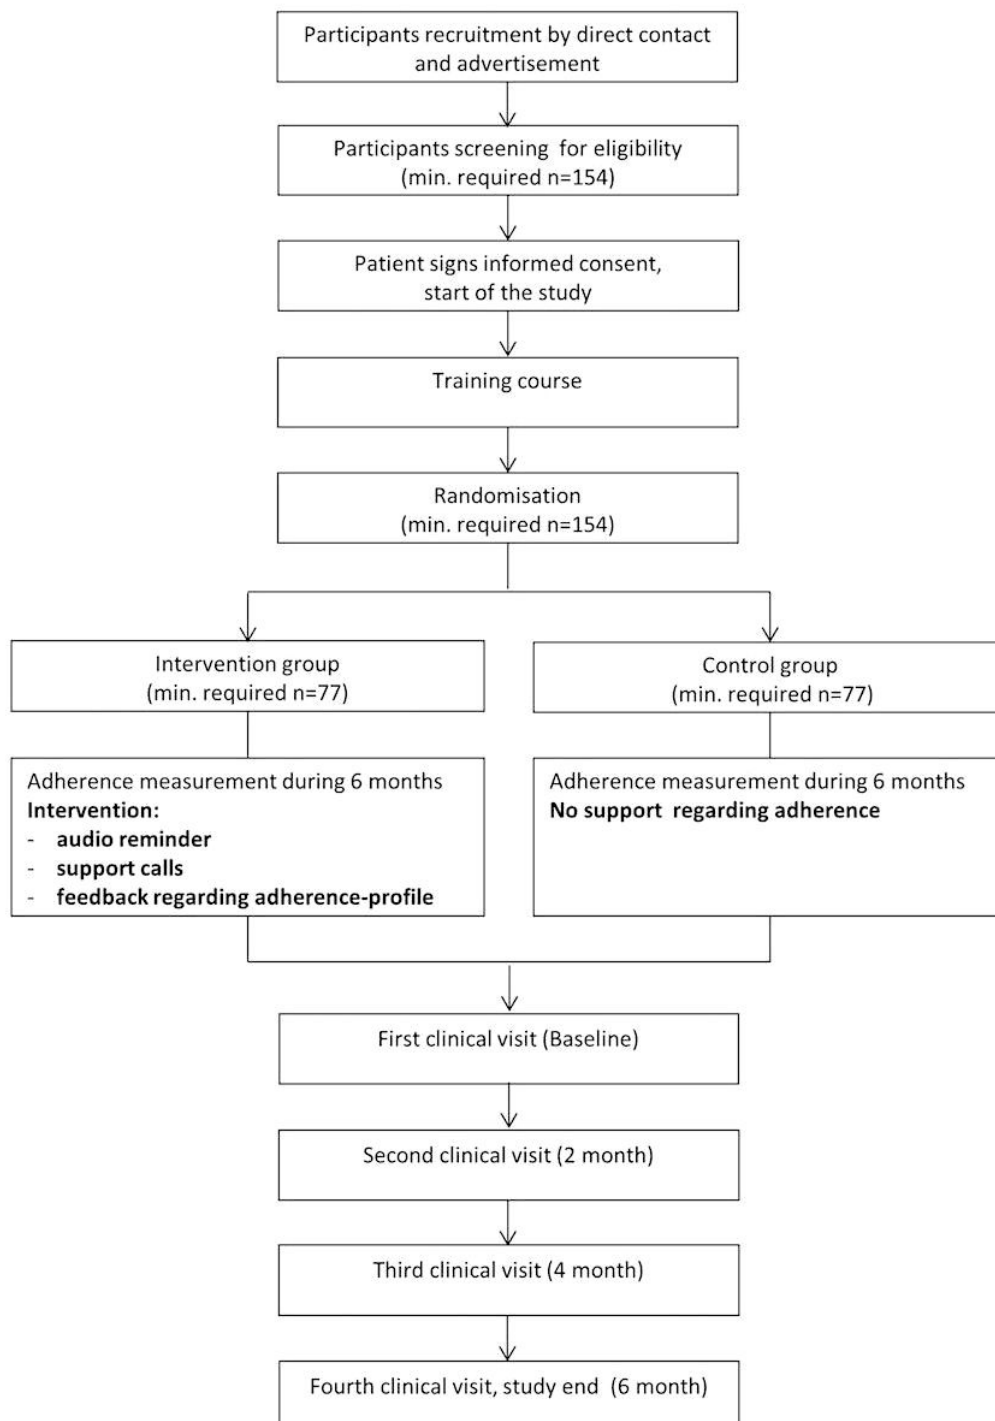 Participants recruitment by direct contact
and advertisement
Participants screening  for eligibility
(min. required n=154)
Patient signs informed consent,
start of the study
Training course
Randomisation
(min. required n=154)
Intervention group
(min. required n=77)
Control group
(min. required n=77)
Adherence measurement during 6 months
Intervention:
-   audio reminder
-   support calls
-   feedback regarding adherence-profile
Adherence measurement during 6 months
No support  regarding adherence
First clinical visit (Baseline)
Second clinical visit (2 month)
Third clinical visit (4 month)
Fourth clinical visit, study end  (6 month)